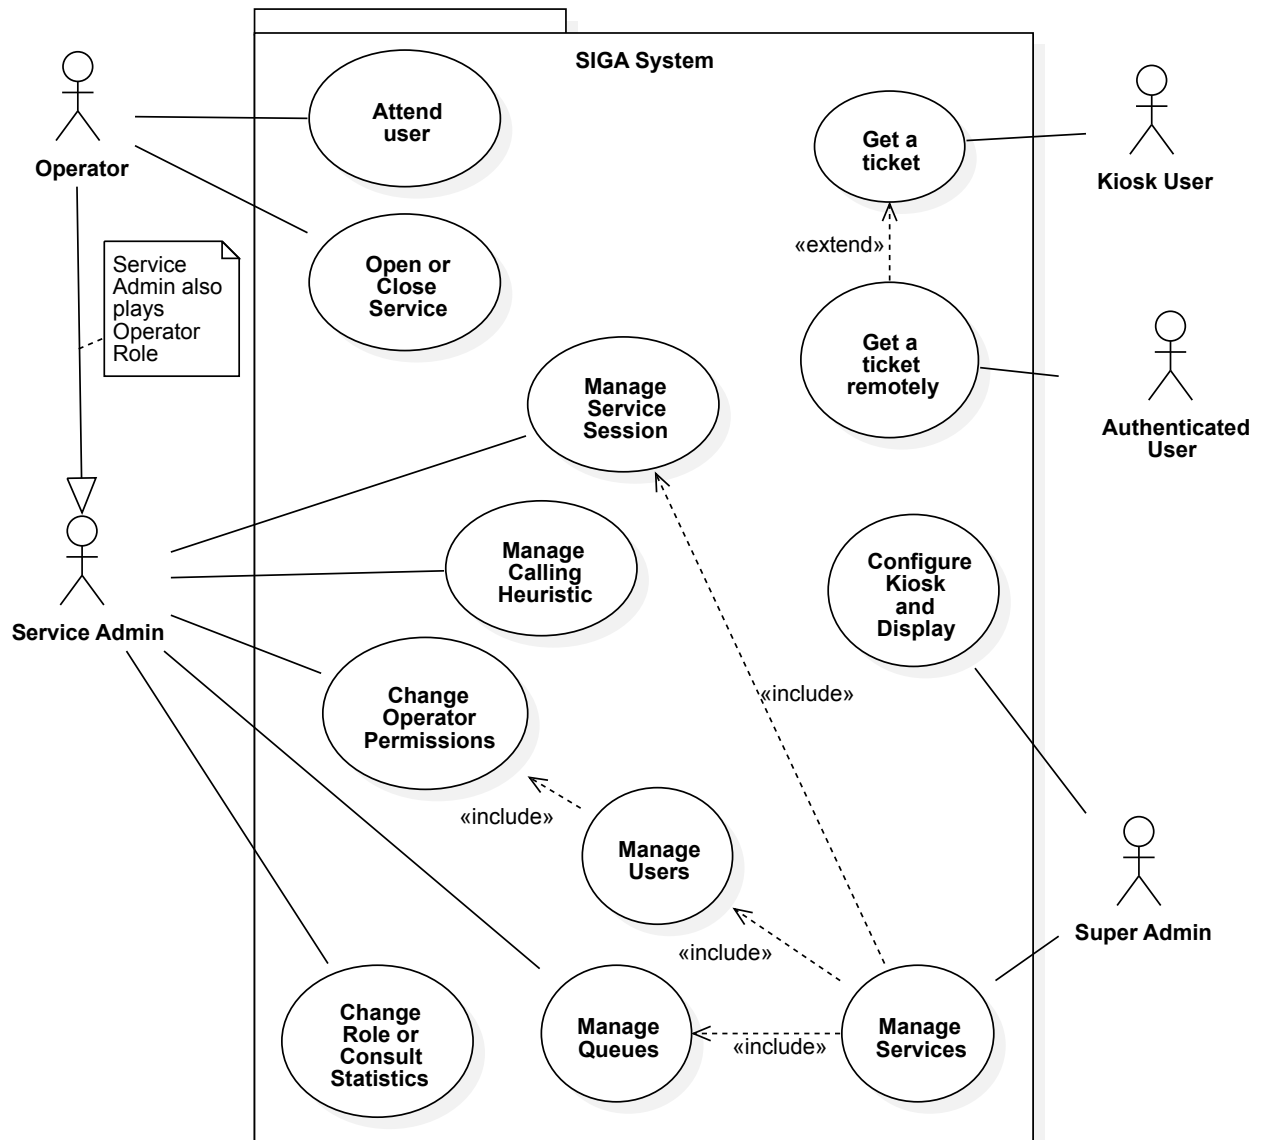 SIGA System
Attend
user
Operator
Get a
ticket
Kiosk User
«extend»
Service
Admin also
plays
Operator
Role
Open or
Close
Service
Get a
ticket
remotely
Authenticated
User
Manage
Service
Session
Manage
Calling
Heuristic
Configure
Kiosk
and
Display
Service Admin
Change
Operator
Permissions
«include»
«include»
Manage
Users
Super Admin
«include»
Change
Role or
Consult
Statistics
Manage
Queues
«include»
Manage
Services